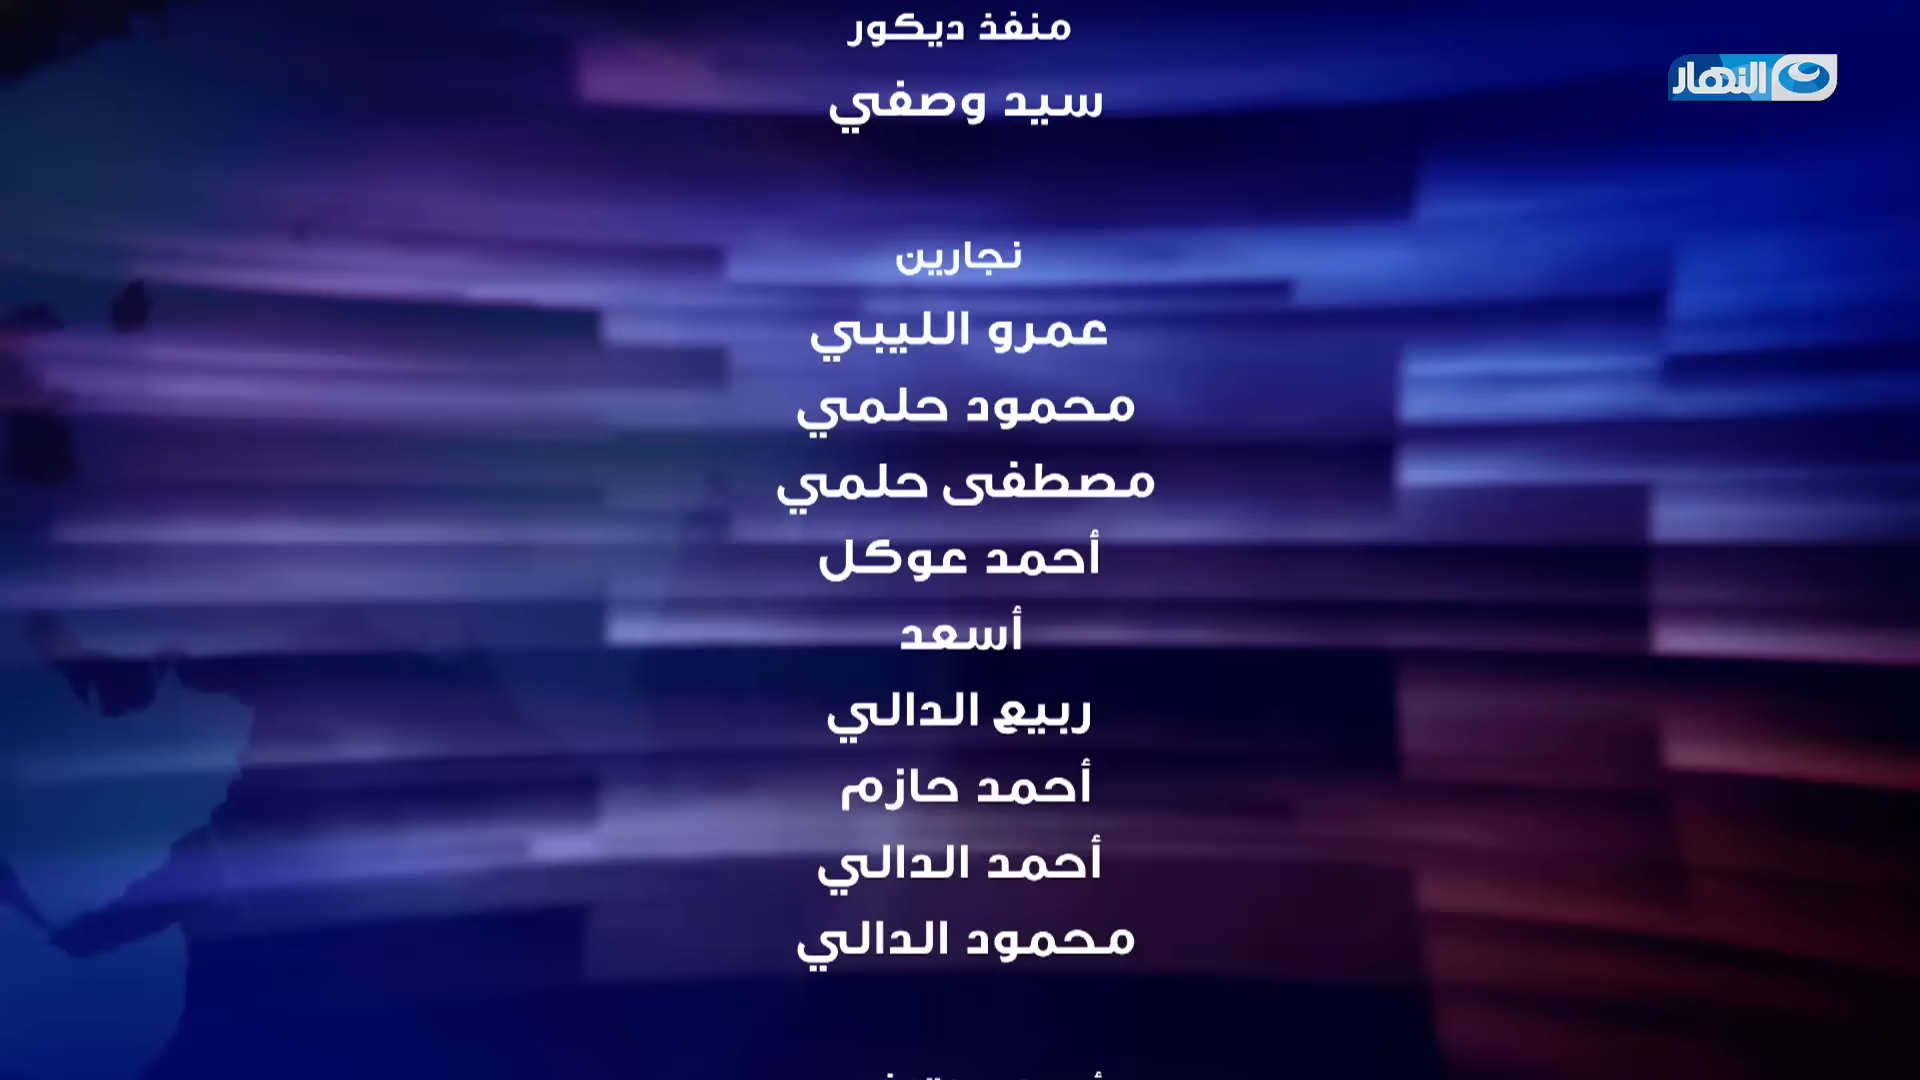 منفذ ديكور
النهار
سيد وصفي
نجارين
عمرو الليبي
محمود حلمي
مصطفى حلمي
أحمد عوكل
أسعد
ربيع الدالي
أحمد حازم
أحمد الدالي
محمود الدالي